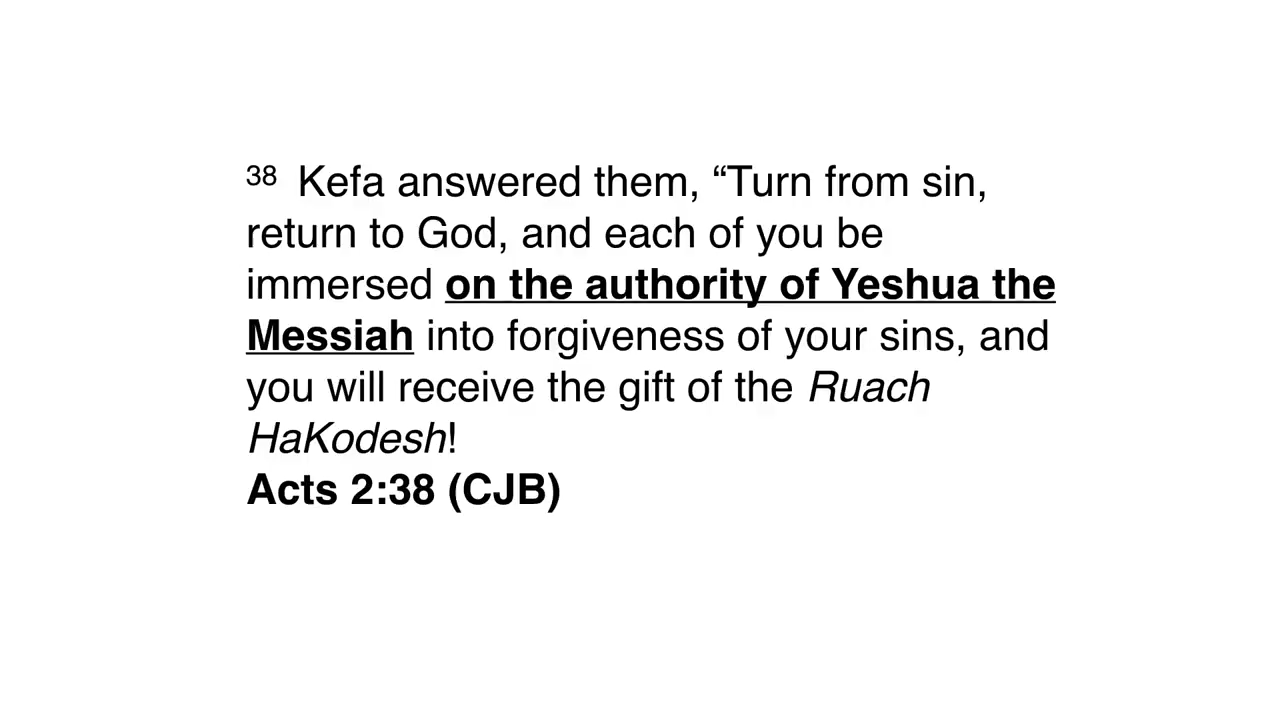 38 Kefa answered them, “Turn from sin,
return to God, and each of you be
immersed on the authority of Yeshua the
Messiah into forgiveness of your sins, and
you will receive the gift of the Ruach
HaKodesh!
Acts 2:38 (CJB)